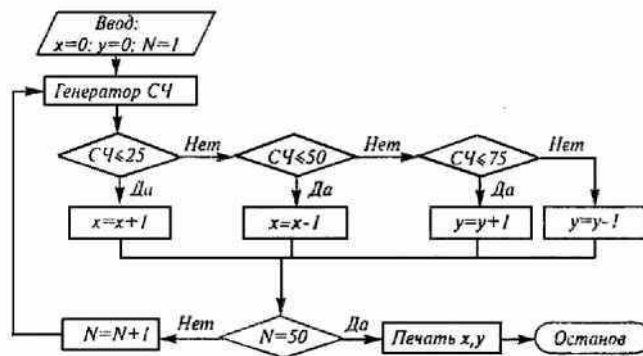 Ввод:
x=0; y=0; N=1
Генератор СЧ
СЧ⩽25
Нет
СЧ⩽50
Нет
СЧ⩽75
Нет
Да
Да
Да
x=x+1
x=x-1
y=y+1
y=y-1
N=N+1
Нет
N=50
Да
Печать x,y
Останов